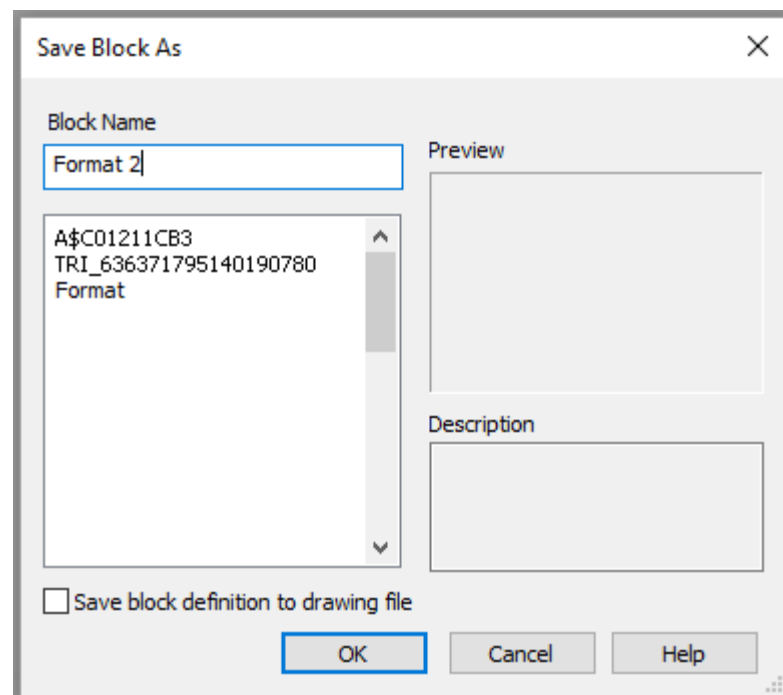 Save Block As
Block Name
Format 2
Preview
A$C01211CB3
TRI_636371795140190780
Format
Description
Save block definition to drawing file
OK
Cancel
Help